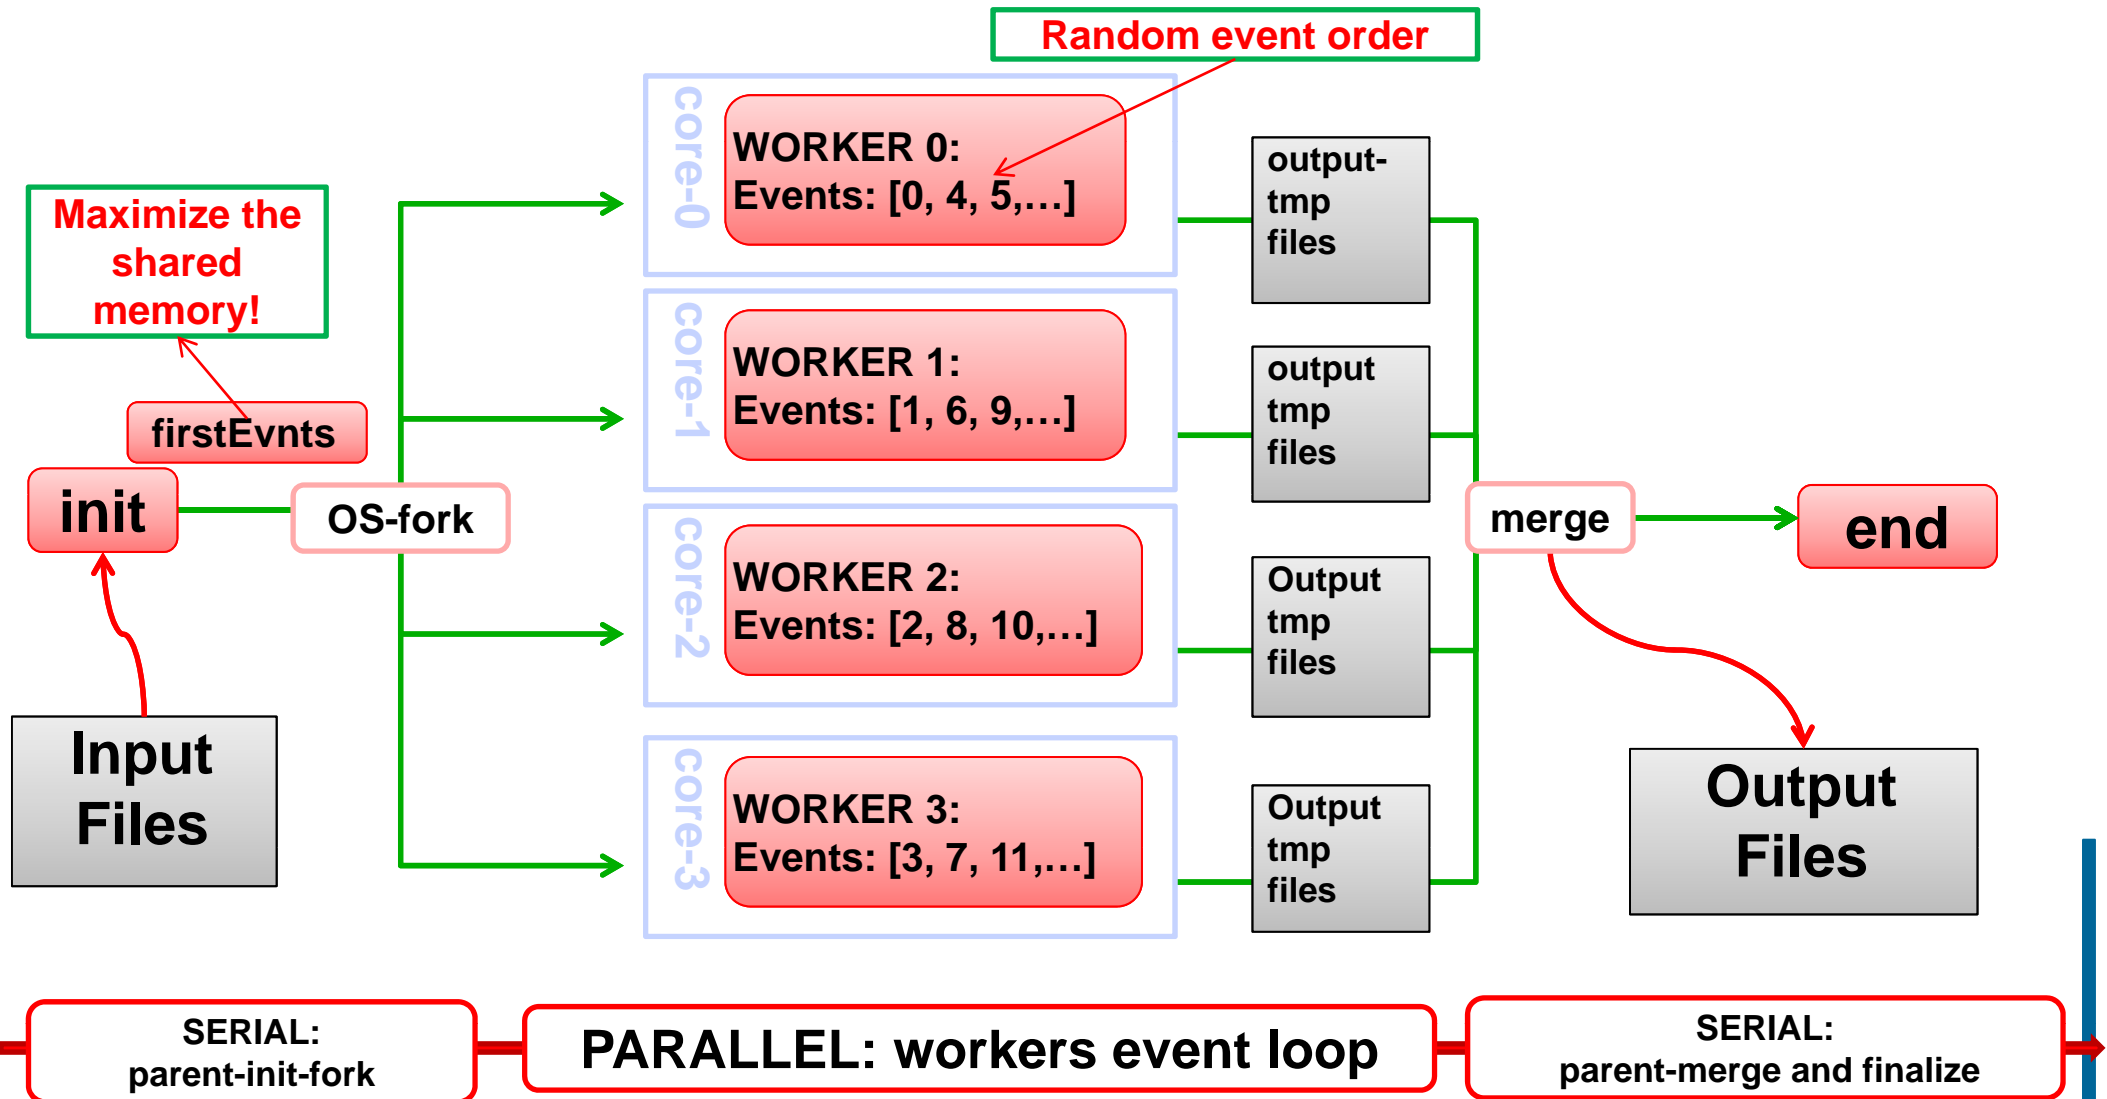 Random event order
core-0
WORKER 0:
Events: [0, 4, 5,...]
output-
tmp
files
Maximize the
shared
memory!
core-1
WORKER 1:
Events: [1, 6, 9,...]
output
tmp
files
firstEvnts
init
OS-fork
merge
end
core-2
WORKER 2:
Events: [2, 8, 10,...]
Output
tmp
files
Input
Files
core-3
WORKER 3:
Events: [3, 7, 11,...]
Output
tmp
files
Output
Files
SERIAL:
parent-init-fork
PARALLEL: workers event loop
SERIAL:
parent-merge and finalize